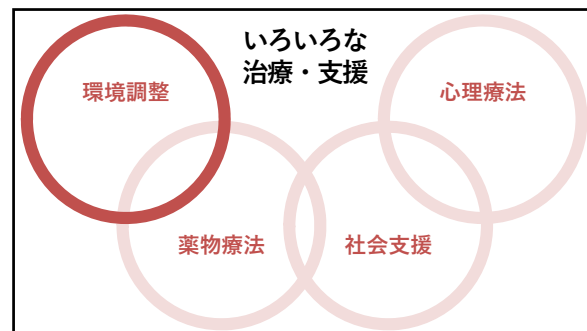 いろいろな
治療・支援
環境調整
心理療法
薬物療法
社会支援